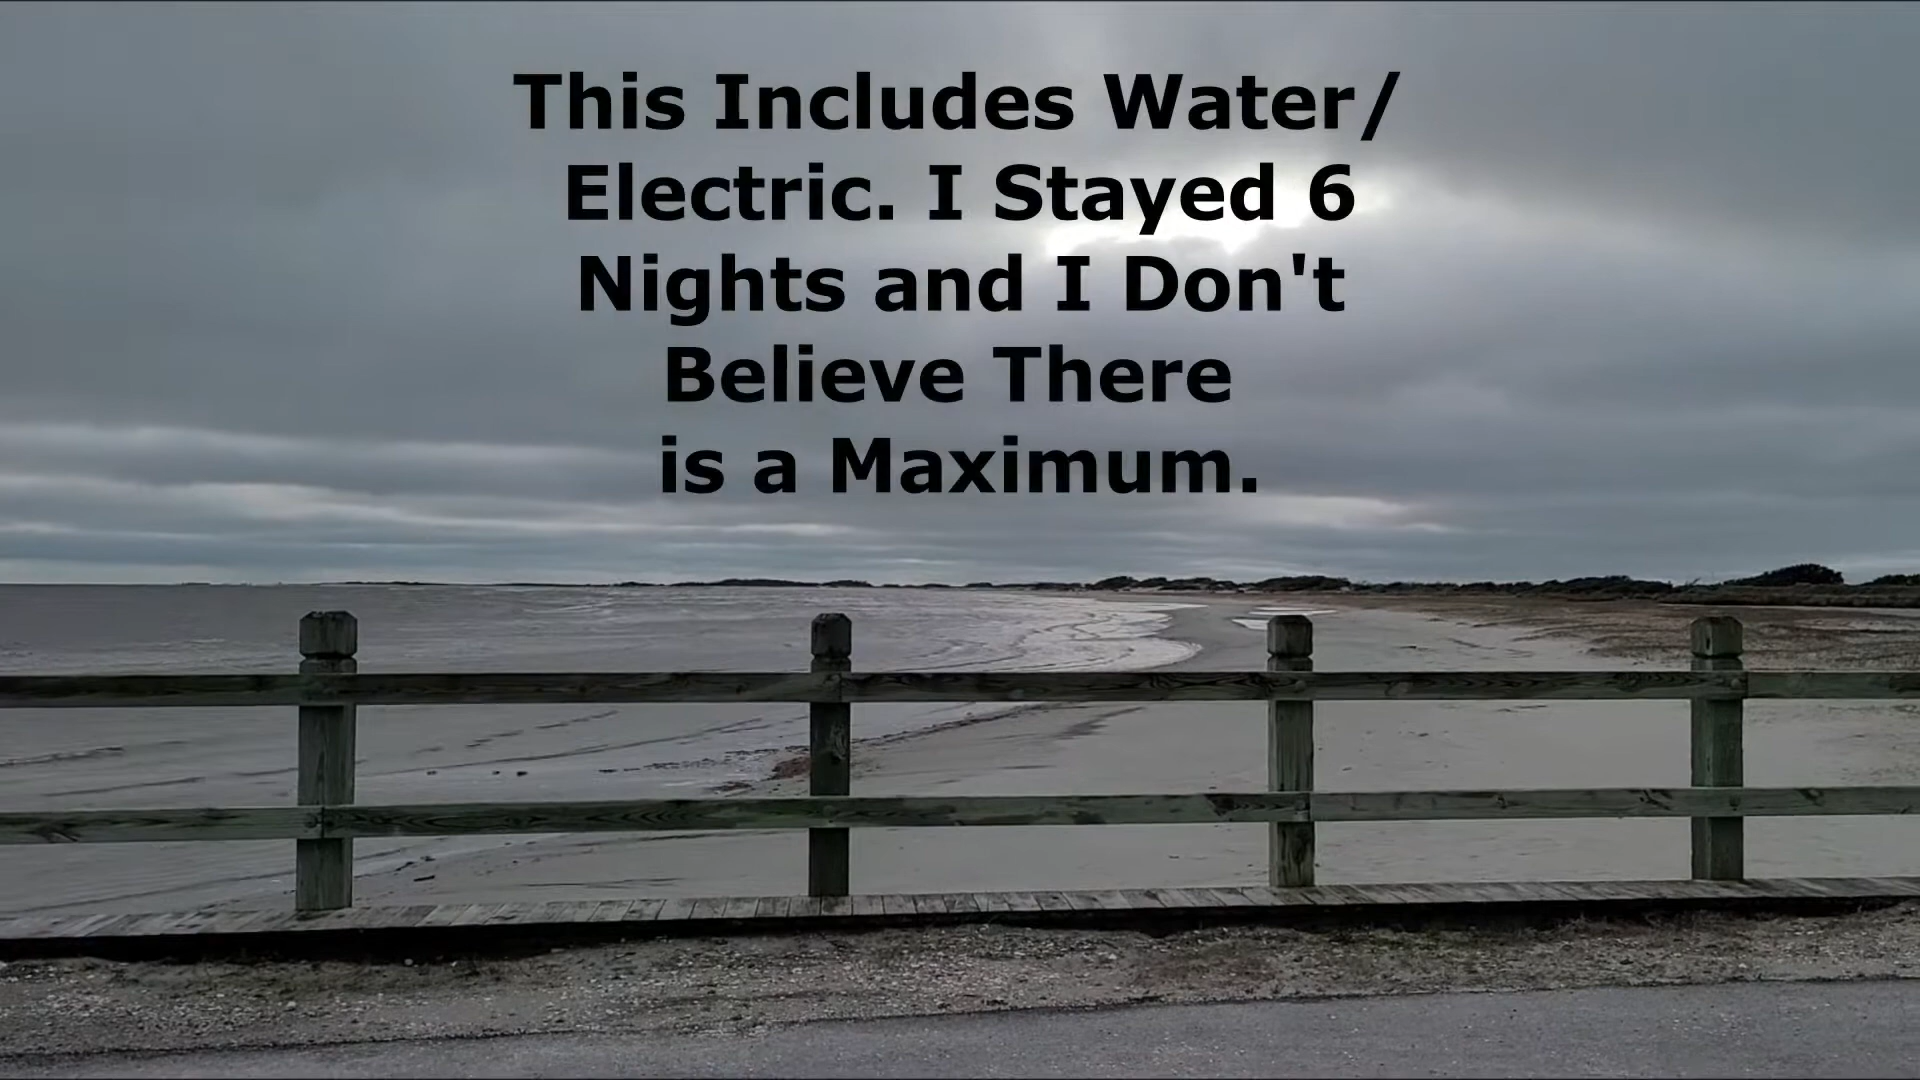 This Includes Water/
Electric. I Stayed 6
Nights and I Don't
Believe There
is a Maximum.